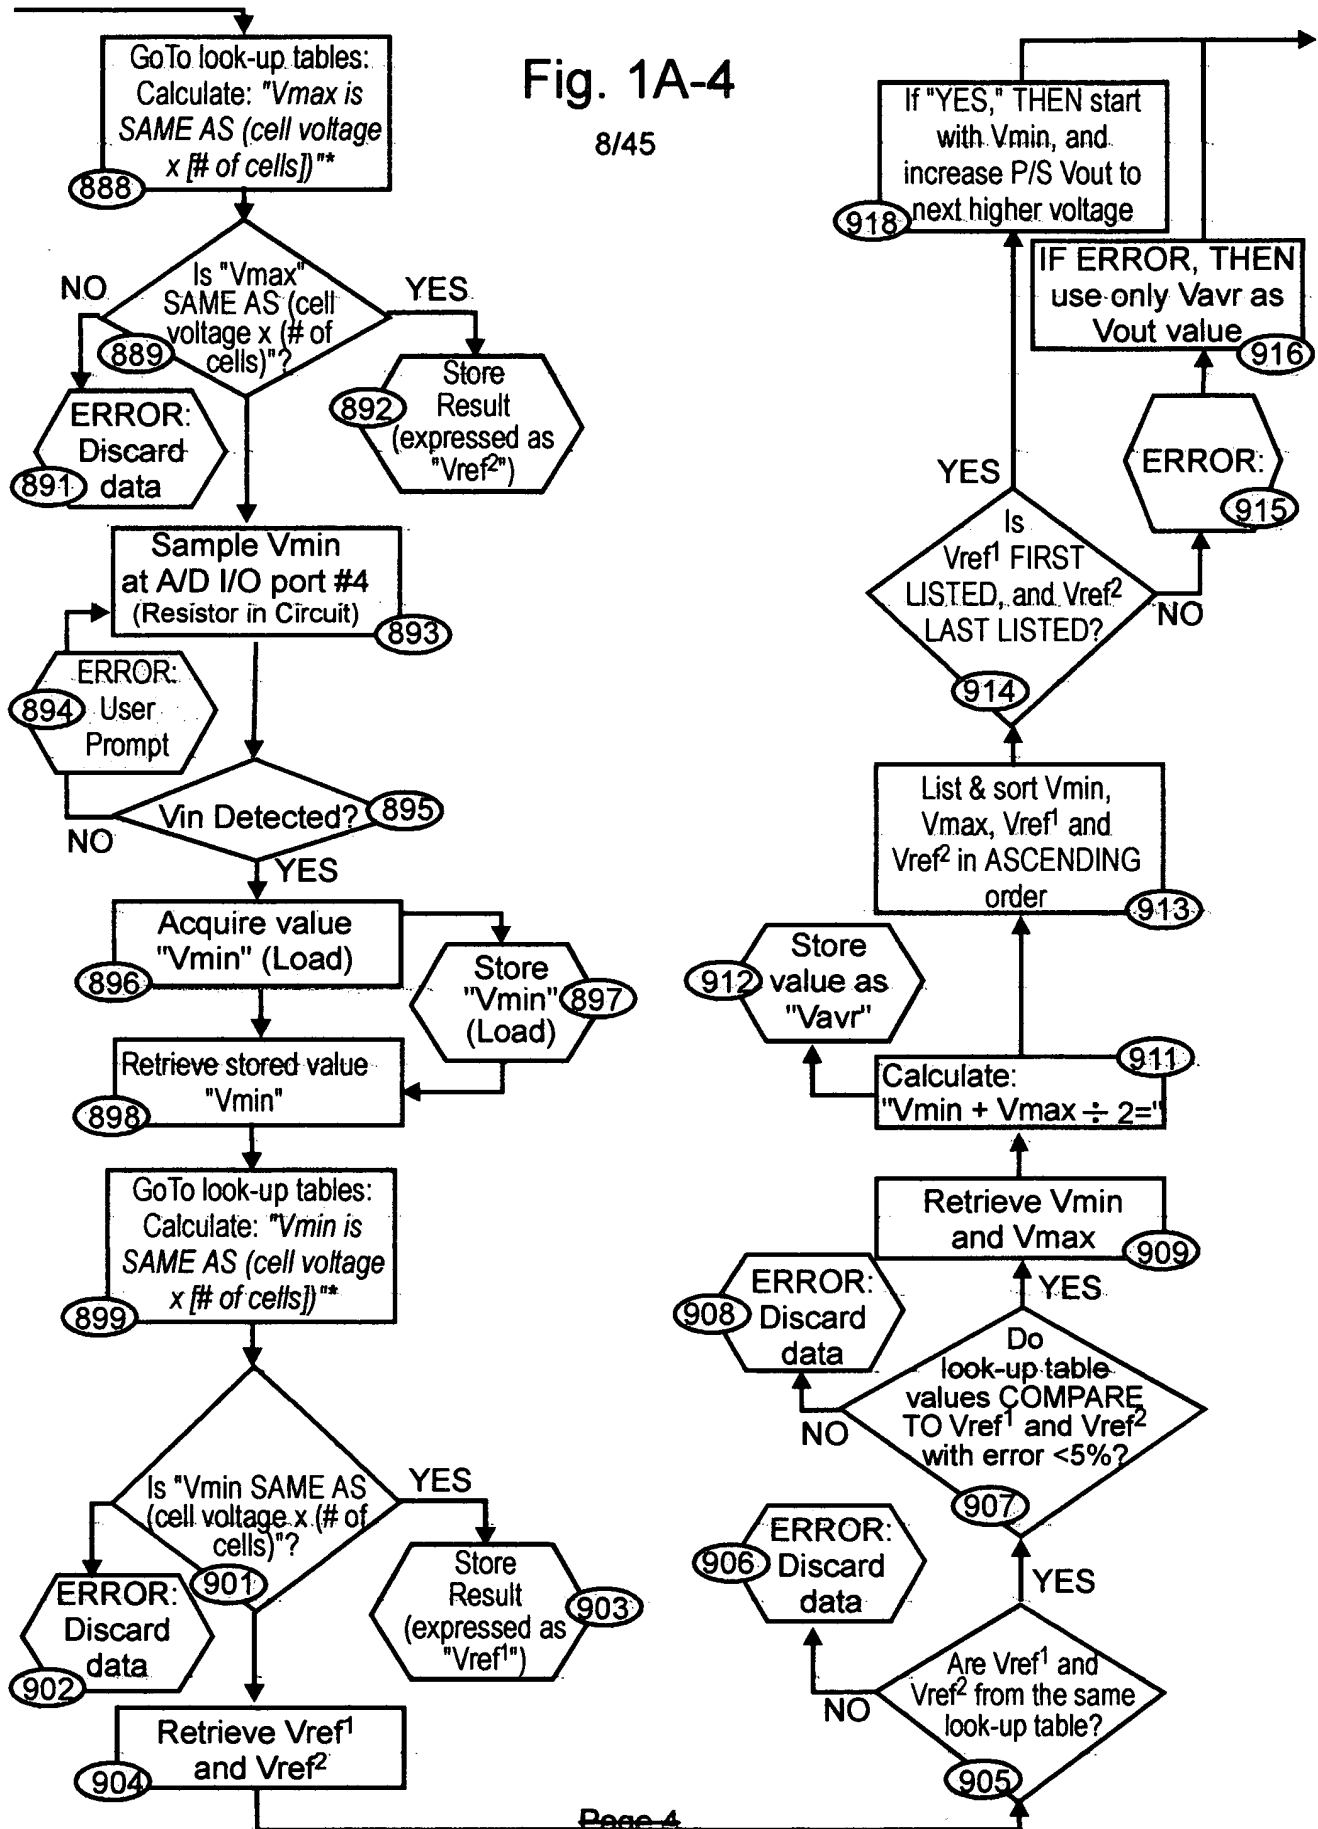 Fig. 1A-4
8/45
GoTo look-up tables:
Calculate: "Vmax is
SAME AS (cell voltage
x [# of cells])"*
888
Is "Vmax"
SAME AS (cell
voltage x (# of
cells)"?
889
NO
YES
ERROR:
Discard
data
891
Store
Result
(expressed as
"Vref²")
892
Sample Vmin
at A/D I/O port #4
(Resistor in Circuit)
893
ERROR:
User
Prompt
894
Vin Detected?
895
NO
YES
Acquire value
"Vmin" (Load)
896
Store
"Vmin"
(Load)
897
Retrieve stored value
"Vmin"
898
GoTo look-up tables:
Calculate: "Vmin is
SAME AS (cell voltage
x [# of cells])"*
899
Is "Vmin SAME AS
(cell voltage x (# of
cells)"?
901
YES
ERROR:
Discard
data
902
Store
Result
(expressed as
"Vref¹")
903
Retrieve Vref¹
and Vref²
904
If "YES," THEN start
with Vmin, and
increase P/S Vout to
next higher voltage
918
IF ERROR, THEN
use only Vavr as
Vout value
916
ERROR:
915
YES
Is
Vref¹ FIRST
LISTED, and Vref²
LAST LISTED?
914
NO
List & sort Vmin,
Vmax, Vref¹ and
Vref² in ASCENDING
order
913
Store
value as
"Vavr"
912
Calculate:
"Vmin + Vmax ÷ 2="
911
Retrieve Vmin
and Vmax
909
YES
ERROR:
Discard
data
908
Do
look-up table
values COMPARE
TO Vref¹ and Vref²
with error <5%?
907
NO
ERROR:
Discard
data
906
YES
Are Vref¹ and
Vref² from the same
look-up table?
905
NO
Page 4